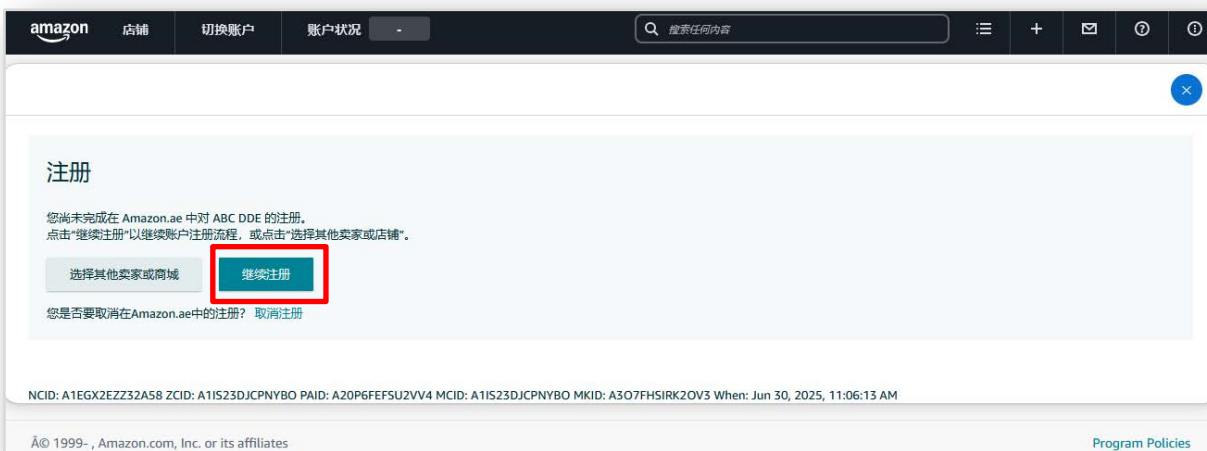 amazon 店铺 切换账户 账户状况 - 搜索任何内容
注册
您尚未完成在 Amazon.ae 中对 ABC DDE 的注册。
点击“继续注册”以继续账户注册流程，或点击“选择其他卖家或店铺”。
选择其他卖家或商城 继续注册
您是否要取消在Amazon.ae中的注册? 取消注册
NCID: A1EGX2EZZ32A58 ZCID: A1IS23DJCPNYBO PAID: A20P6FEFSU2VV4 MCID: A1IS23DJCPNYBO MKID: A3O7FHSIRK2OV3 When: Jun 30, 2025, 11:06:13 AM
Â© 1999- , Amazon.com, Inc. or its affiliates Program Policies